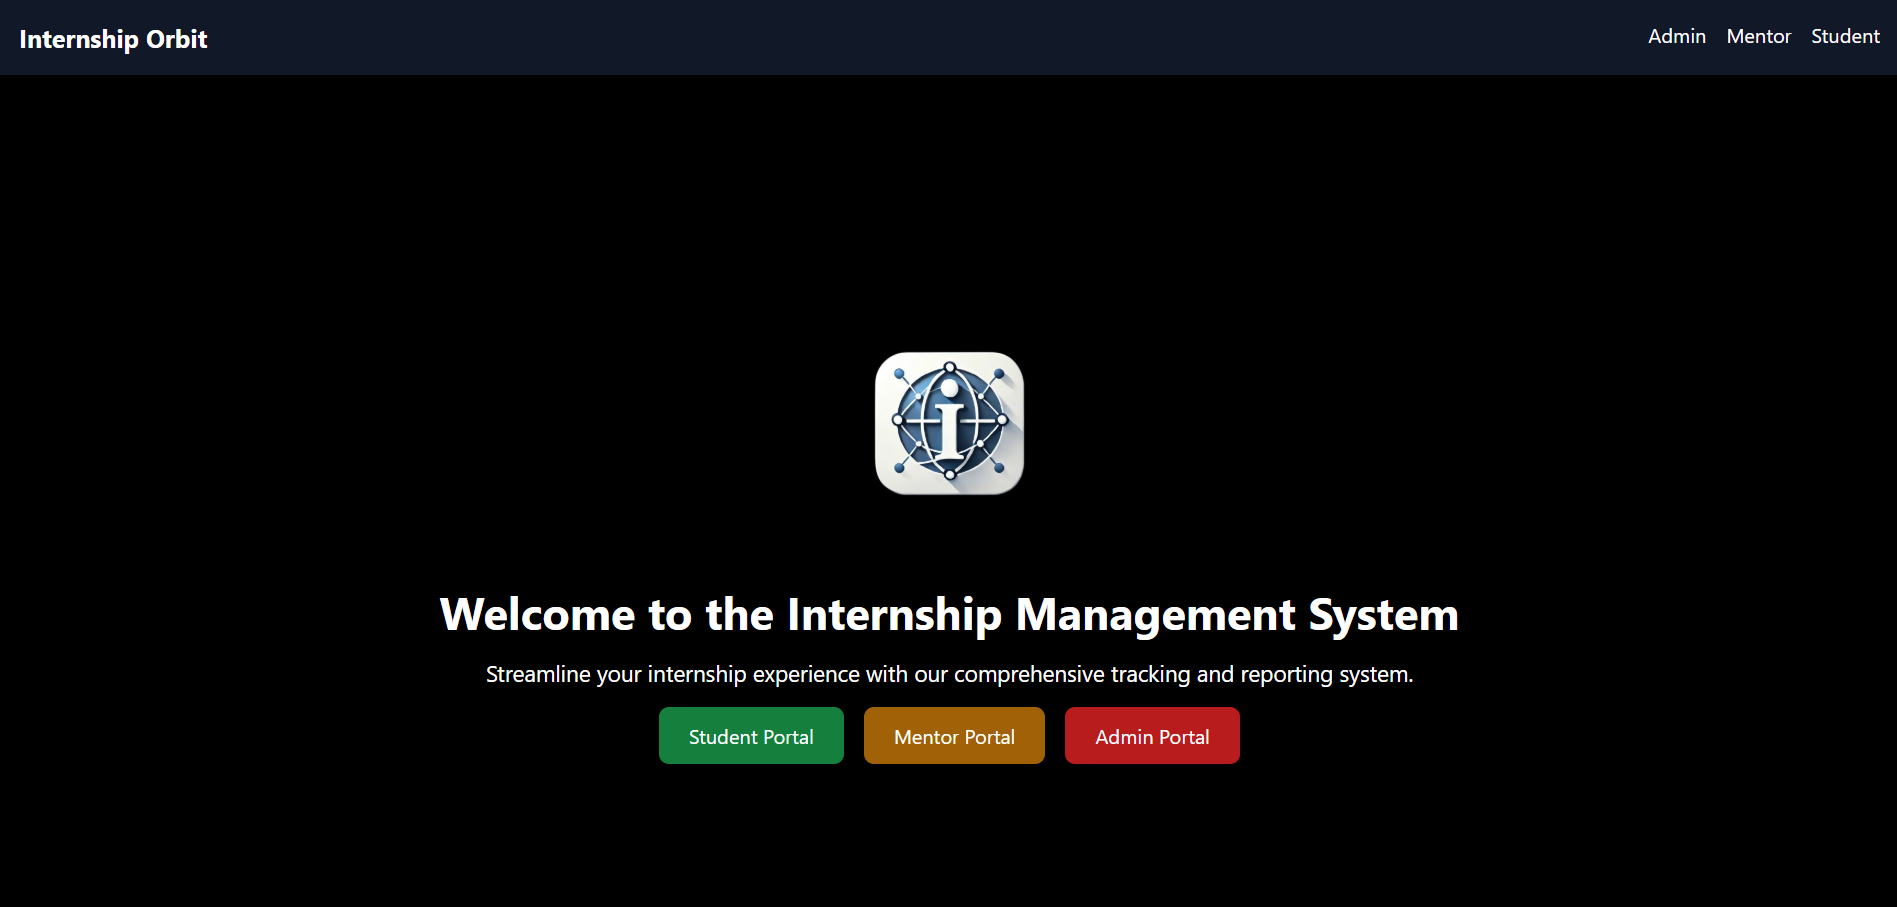 Internship Orbit
Admin Mentor Student
i
Welcome to the Internship Management System
Streamline your internship experience with our comprehensive tracking and reporting system.
Student Portal Mentor Portal Admin Portal